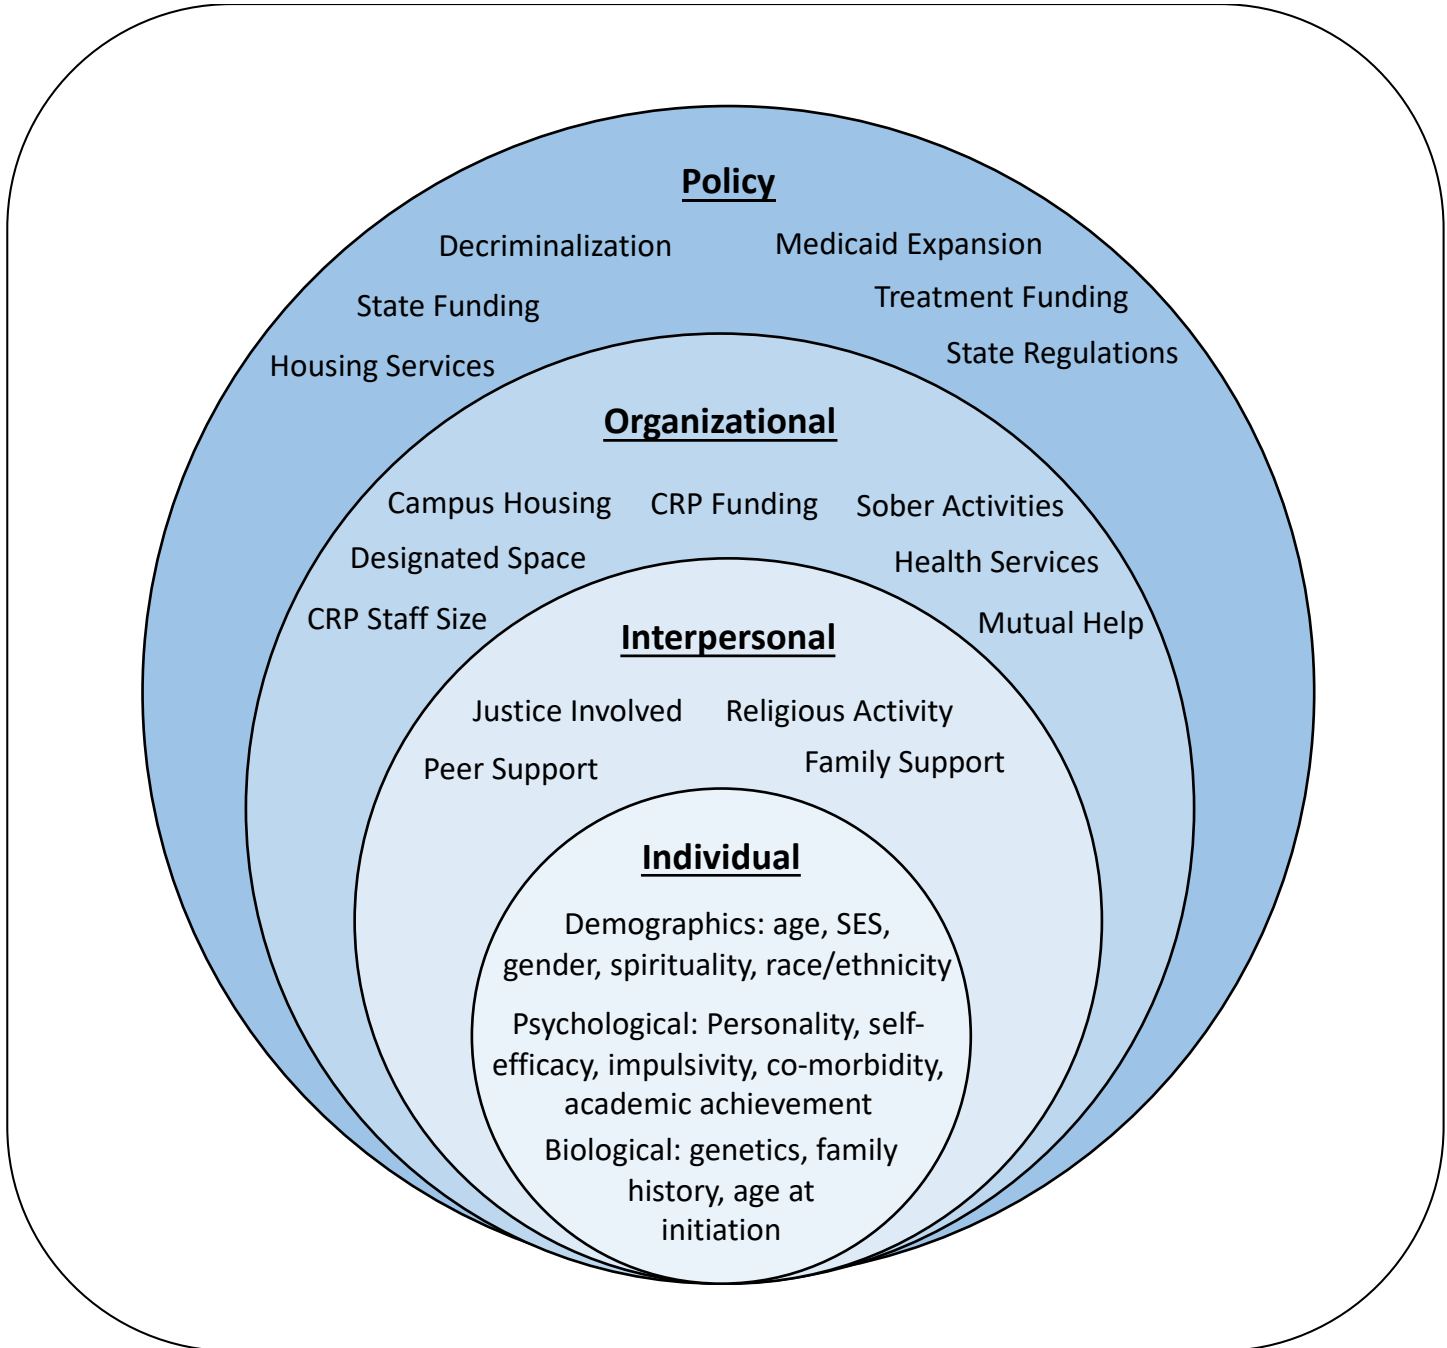 Policy
Decriminalization
Medicaid Expansion
State Funding
Treatment Funding
Housing Services
State Regulations
Organizational
Campus Housing
CRP Funding
Sober Activities
Designated Space
Health Services
CRP Staff Size
Mutual Help
Interpersonal
Justice Involved
Religious Activity
Peer Support
Family Support
Individual
Demographics: age, SES,
gender, spirituality, race/ethnicity
Psychological: Personality, self-
efficacy, impulsivity, co-morbidity,
academic achievement
Biological: genetics, family
history, age at
initiation